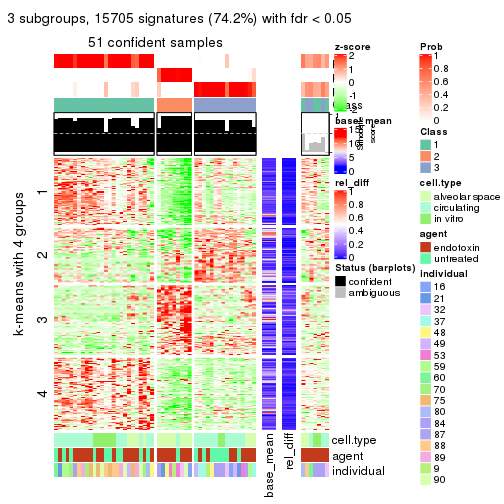 3 subgroups, 15705 signatures (74.2%) with fdr < 0.05
51 confident samples
k-means with 4 groups
1
2
3
4
base_mean
rel_diff
cell.type
agent
individual
z-score
2
1
0
-1
base_mean
rel_diff
1
0.8
0.6
0.4
0.2
0
Status (barplots)
confident
ambiguous
Prob
1
0.8
0.6
0.4
0.2
0
Class
1
2
3
cell.type
alveolar space
circulating
in vitro
agent
endotoxin
untreated
individual
16
21
32
37
48
49
53
59
60
70
75
80
84
87
88
89
9
90